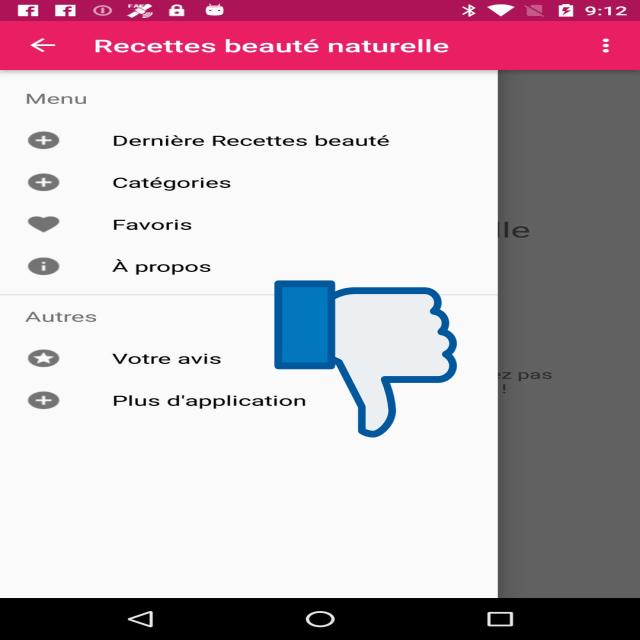 9:12
Recettes beauté naturelle
Menu
Dernière Recettes beauté
Catégories
lle
Favoris
À propos
Autres
Votre avis
ez pas
!
Plus d'application